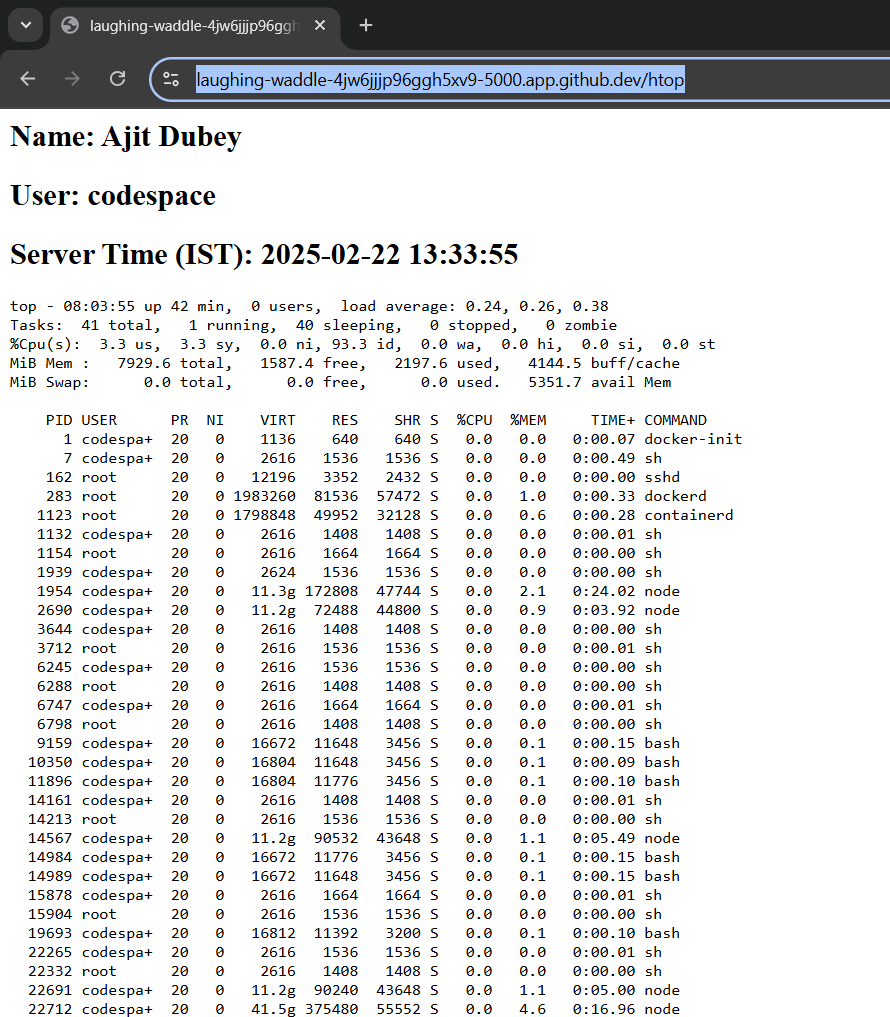 laughing-waddle-4jw6jjjp96ggh
laughing-waddle-4jw6jjjp96ggh5xv9-5000.app.github.dev/htop
Name: Ajit Dubey
User: codespace
Server Time (IST): 2025-02-22 13:33:55
top - 08:03:55 up 42 min,  0 users,  load average: 0.24, 0.26, 0.38
Tasks:  41 total,   1 running,  40 sleeping,   0 stopped,   0 zombie
%Cpu(s):  3.3 us,  3.3 sy,  0.0 ni, 93.3 id,  0.0 wa,  0.0 hi,  0.0 si,  0.0 st
MiB Mem :   7929.6 total,   1587.4 free,   2197.6 used,   4144.5 buff/cache
MiB Swap:      0.0 total,      0.0 free,      0.0 used.   5351.7 avail Mem
    PID USER      PR  NI    VIRT    RES    SHR S  %CPU  %MEM     TIME+ COMMAND
      1 codespa+  20   0    1136    640    640 S   0.0   0.0   0:00.07 docker-init
      7 codespa+  20   0    2616   1536   1536 S   0.0   0.0   0:00.49 sh
    162 root      20   0   12196   3352   2432 S   0.0   0.0   0:00.00 sshd
    283 root      20   0 1983260  81536  57472 S   0.0   1.0   0:00.33 dockerd
   1123 root      20   0 1798848  49952  32128 S   0.0   0.6   0:00.28 containerd
   1132 codespa+  20   0    2616   1408   1408 S   0.0   0.0   0:00.01 sh
   1154 root      20   0    2616   1664   1664 S   0.0   0.0   0:00.00 sh
   1939 codespa+  20   0    2624   1536   1536 S   0.0   0.0   0:00.00 sh
   1954 codespa+  20   0   11.3g 172808  47744 S   0.0   2.1   0:24.02 node
   2690 codespa+  20   0   11.2g  72488  44800 S   0.0   0.9   0:03.92 node
   3644 codespa+  20   0    2616   1408   1408 S   0.0   0.0   0:00.00 sh
   3712 root      20   0    2616   1536   1536 S   0.0   0.0   0:00.01 sh
   6245 codespa+  20   0    2616   1536   1536 S   0.0   0.0   0:00.00 sh
   6288 root      20   0    2616   1408   1408 S   0.0   0.0   0:00.00 sh
   6747 codespa+  20   0    2616   1664   1664 S   0.0   0.0   0:00.01 sh
   6798 root      20   0    2616   1408   1408 S   0.0   0.0   0:00.00 sh
   9159 codespa+  20   0   16672  11648   3456 S   0.0   0.1   0:00.15 bash
  10350 codespa+  20   0   16804  11648   3456 S   0.0   0.1   0:00.09 bash
  11896 codespa+  20   0   16804  11776   3456 S   0.0   0.1   0:00.10 bash
  14161 codespa+  20   0    2616   1408   1408 S   0.0   0.0   0:00.01 sh
  14213 root      20   0    2616   1536   1536 S   0.0   0.0   0:00.00 sh
  14567 codespa+  20   0   11.2g  90532  43648 S   0.0   1.1   0:05.49 node
  14984 codespa+  20   0   16672  11776   3456 S   0.0   0.1   0:00.15 bash
  14989 codespa+  20   0   16672  11648   3456 S   0.0   0.1   0:00.15 bash
  15878 codespa+  20   0    2616   1664   1664 S   0.0   0.0   0:00.01 sh
  15904 root      20   0    2616   1536   1536 S   0.0   0.0   0:00.00 sh
  19693 codespa+  20   0   16812  11392   3200 S   0.0   0.1   0:00.10 bash
  22265 codespa+  20   0    2616   1536   1536 S   0.0   0.0   0:00.01 sh
  22332 root      20   0    2616   1408   1408 S   0.0   0.0   0:00.00 sh
  22691 codespa+  20   0   11.2g  90240  43648 S   0.0   1.1   0:05.00 node
  22712 codespa+  20   0   41.5g 375480  55552 S   0.0   4.6   0:16.96 node